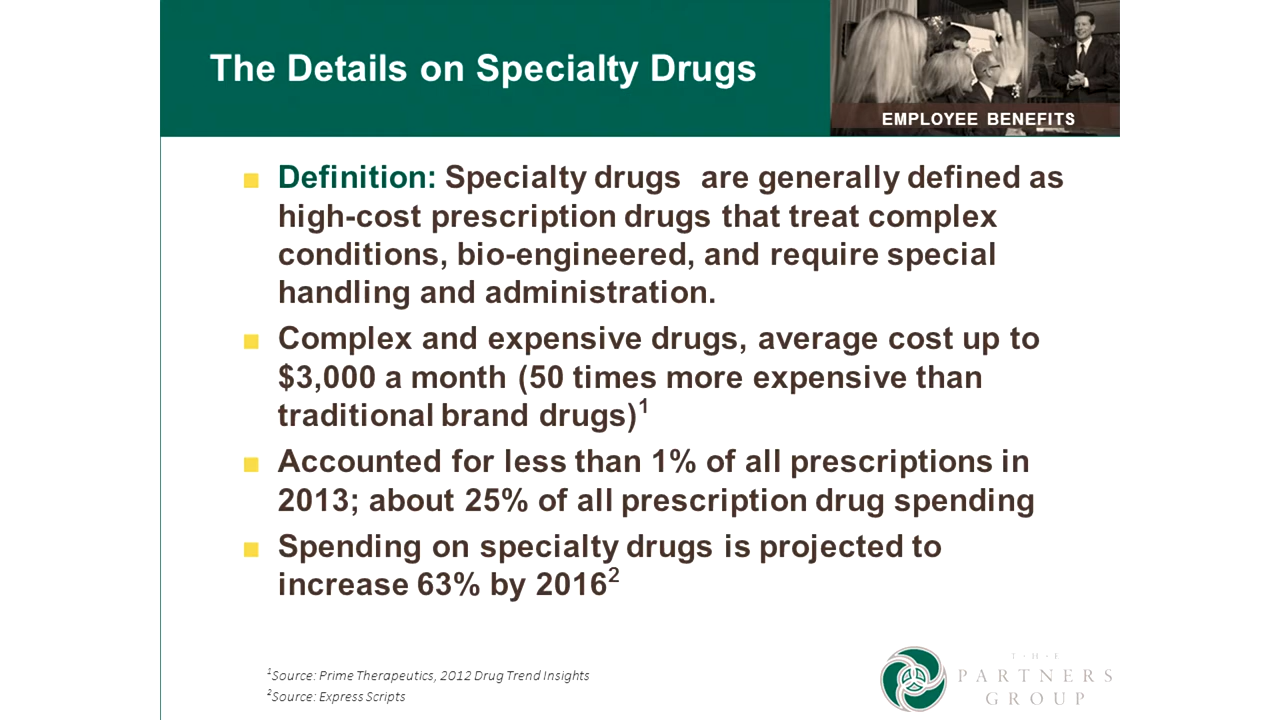 The Details on Specialty Drugs
EMPLOYEE BENEFITS
■ Definition: Specialty drugs are generally defined as
high-cost prescription drugs that treat complex
conditions, bio-engineered, and require special
handling and administration.
■ Complex and expensive drugs, average cost up to
$3,000 a month (50 times more expensive than
traditional brand drugs)¹
■ Accounted for less than 1% of all prescriptions in
2013; about 25% of all prescription drug spending
■ Spending on specialty drugs is projected to
increase 63% by 2016²
¹Source: Prime Therapeutics, 2012 Drug Trend Insights
²Source: Express Scripts
THE
PARTNERS
GROUP